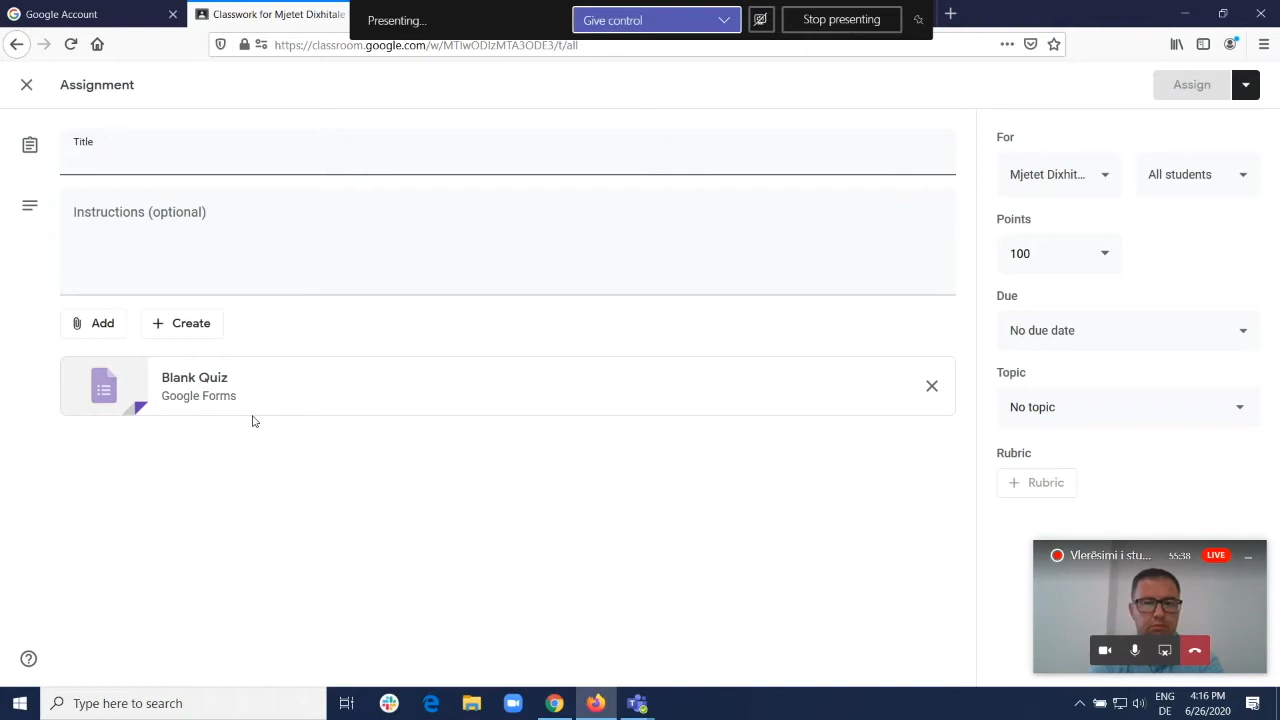 Google Account
Classwork for Mjetet Dixhitale
Presenting...
Give control
Stop presenting
https://classroom.google.com/w/MTIwODIzMTA3ODE3/t/all
Assignment
Assign
Title
For
Mjetet Dixhit...
All students
Instructions (optional)
Points
100
Due
No due date
Add
Create
Blank Quiz
Google Forms
Topic
No topic
Rubric
Rubric
Vlerësimi i stu...
55:38
LIVE
Type here to search
ENG
DE
4:16 PM
6/26/2020